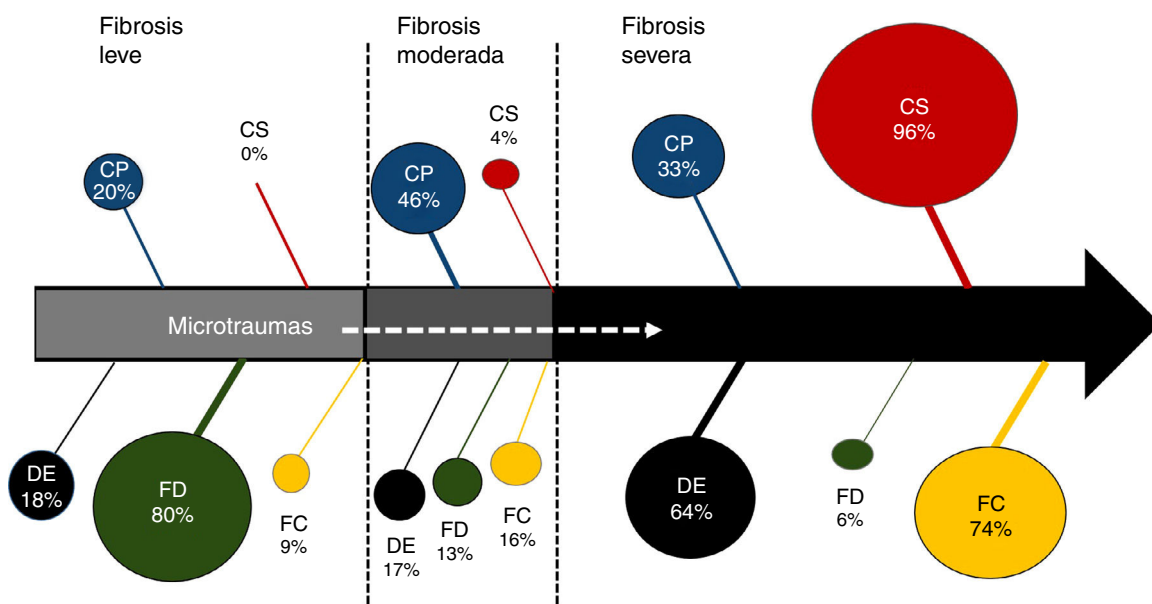 Fibrosis
leve
Fibrosis
moderada
Fibrosis
severa
CP
20%
CS
0%
CP
46%
CS
4%
CP
33%
CS
96%
Microtraumas
DE
18%
FD
80%
FC
9%
DE
17%
FD
13%
FC
16%
DE
64%
FD
6%
FC
74%